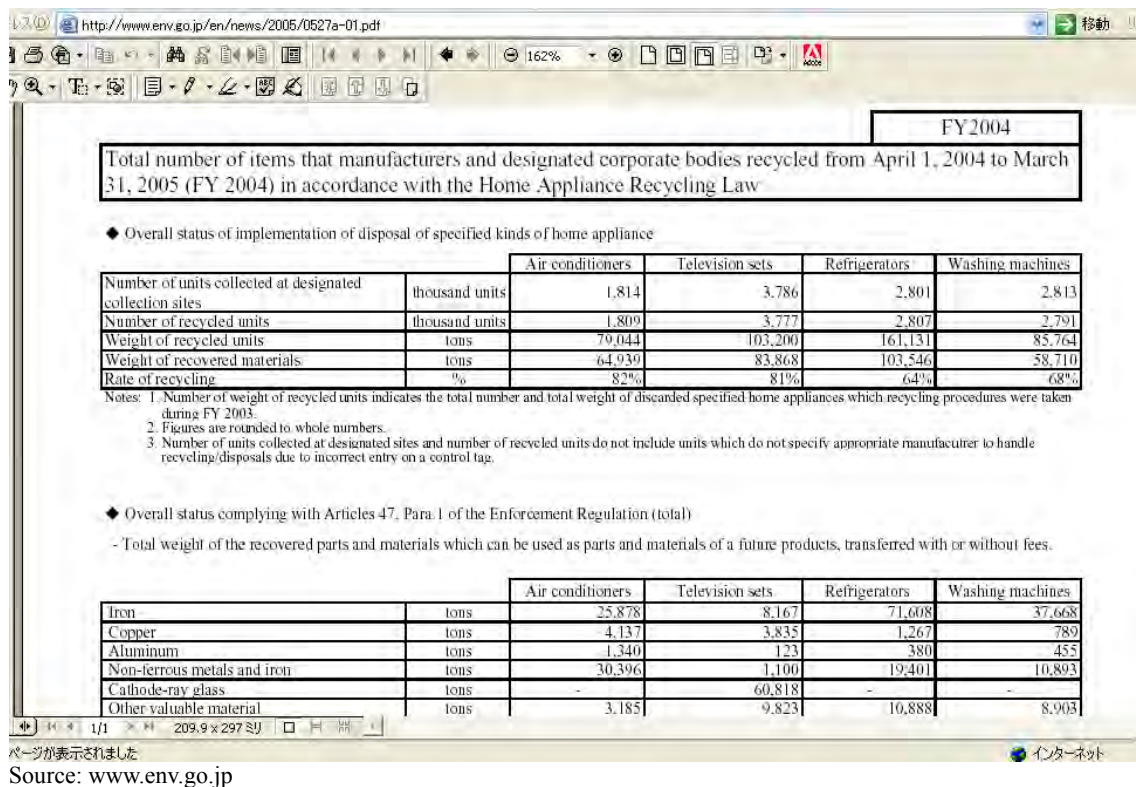 レス(D) http://www.env.go.jp/en/news/2005/0527a-01.pdf 移動
162%
Adobe
FY2004
Total number of items that manufacturers and designated corporate bodies recycled from April 1, 2004 to March
31, 2005 (FY 2004) in accordance with the Home Appliance Recycling Law
◆ Overall status of implementation of disposal of specified kinds of home appliance
Air conditioners Television sets Refrigerators Washing machines
Number of units collected at designated
collection sites thousand units 1,814 3,786 2,801 2,813
Number of recycled units thousand units 1,809 3,777 2,807 2,791
Weight of recycled units tons 79,044 103,200 161,131 85,764
Weight of recovered materials tons 64,939 83,868 103,546 58,710
Rate of recycling % 82% 81% 64% 68%
Notes: 1. Number of weight of recycled units indicates the total number and total weight of discarded specified home appliances which recycling procedures were taken
during FY 2003.
2. Figures are rounded to whole numbers.
3. Number of units collected at designated sites and number of recycled units do not include units which do not specify appropriate manufacutrer to handle
recycling/disposals due to incorrect entry on a control tag.
◆ Overall status complying with Articles 47, Para.1 of the Enforcement Regulation (total)
- Total weight of the recovered parts and materials which can be used as parts and materials of a future products, transferred with or without fees.
Air conditioners Television sets Refrigerators Washing machines
Iron tons 25,878 8,167 71,608 37,668
Copper tons 4,137 3,835 1,267 789
Aluminum tons 1,340 123 380 455
Non-ferrous metals and iron tons 30,396 1,100 19,401 10,893
Cathode-ray glass tons - 60,818 - -
Other valuable material tons 3,185 9,823 10,888 8,903
1/1 209.9 x 297 ミリ
ページが表示されました インターネット
Source: www.env.go.jp